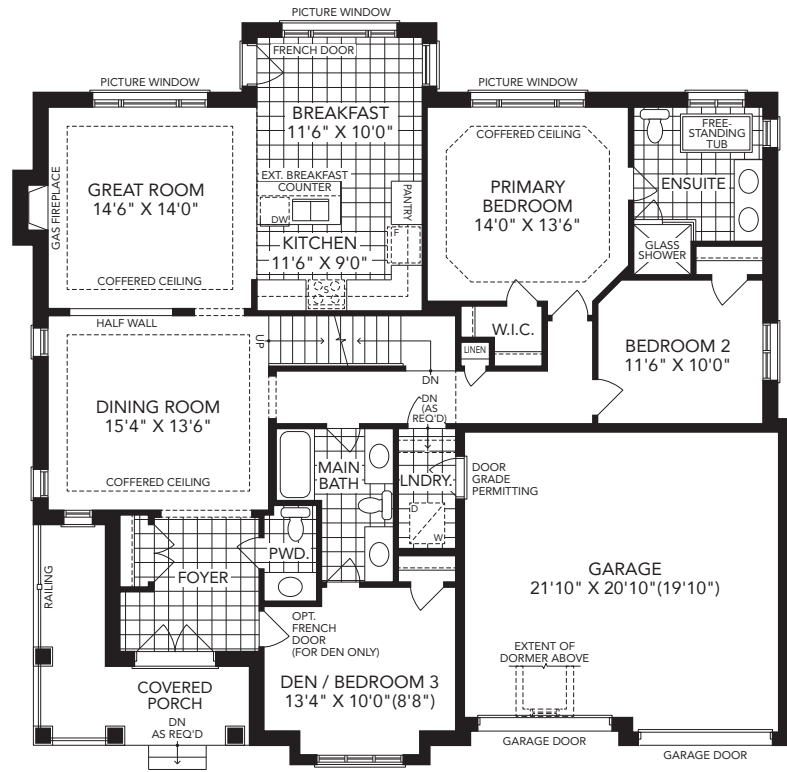 PICTURE WINDOW
FRENCH DOOR
BREAKFAST
11'6" X 10'0"
PICTURE WINDOW
PICTURE WINDOW
GAS FIREPLACE
GREAT ROOM
14'6" X 14'0"
COFFERED CEILING
EXT. BREAKFAST
COUNTER
DW
PANTRY
F
KITCHEN
11'6" X 9'0"
S
COFFERED CEILING
PRIMARY
BEDROOM
14'0" X 13'6"
FREE-
STANDING
TUB
ENSUITE
GLASS
SHOWER
HALF WALL
UP
W.I.C.
LINEN
BEDROOM 2
11'6" X 10'0"
DN
DN
(AS
REQ'D)
DINING ROOM
15'4" X 13'6"
COFFERED CEILING
MAIN
BATH
LNDRY.
D
W
DOOR
GRADE
PERMITTING
PWD.
FOYER
RAILING
OPT.
FRENCH
DOOR
(FOR DEN ONLY)
GARAGE
21'10" X 20'10"(19'10")
EXTENT OF
DORMER ABOVE
COVERED
PORCH
DN
AS REQ'D
DEN / BEDROOM 3
13'4" X 10'0"(8'8")
GARAGE DOOR
GARAGE DOOR